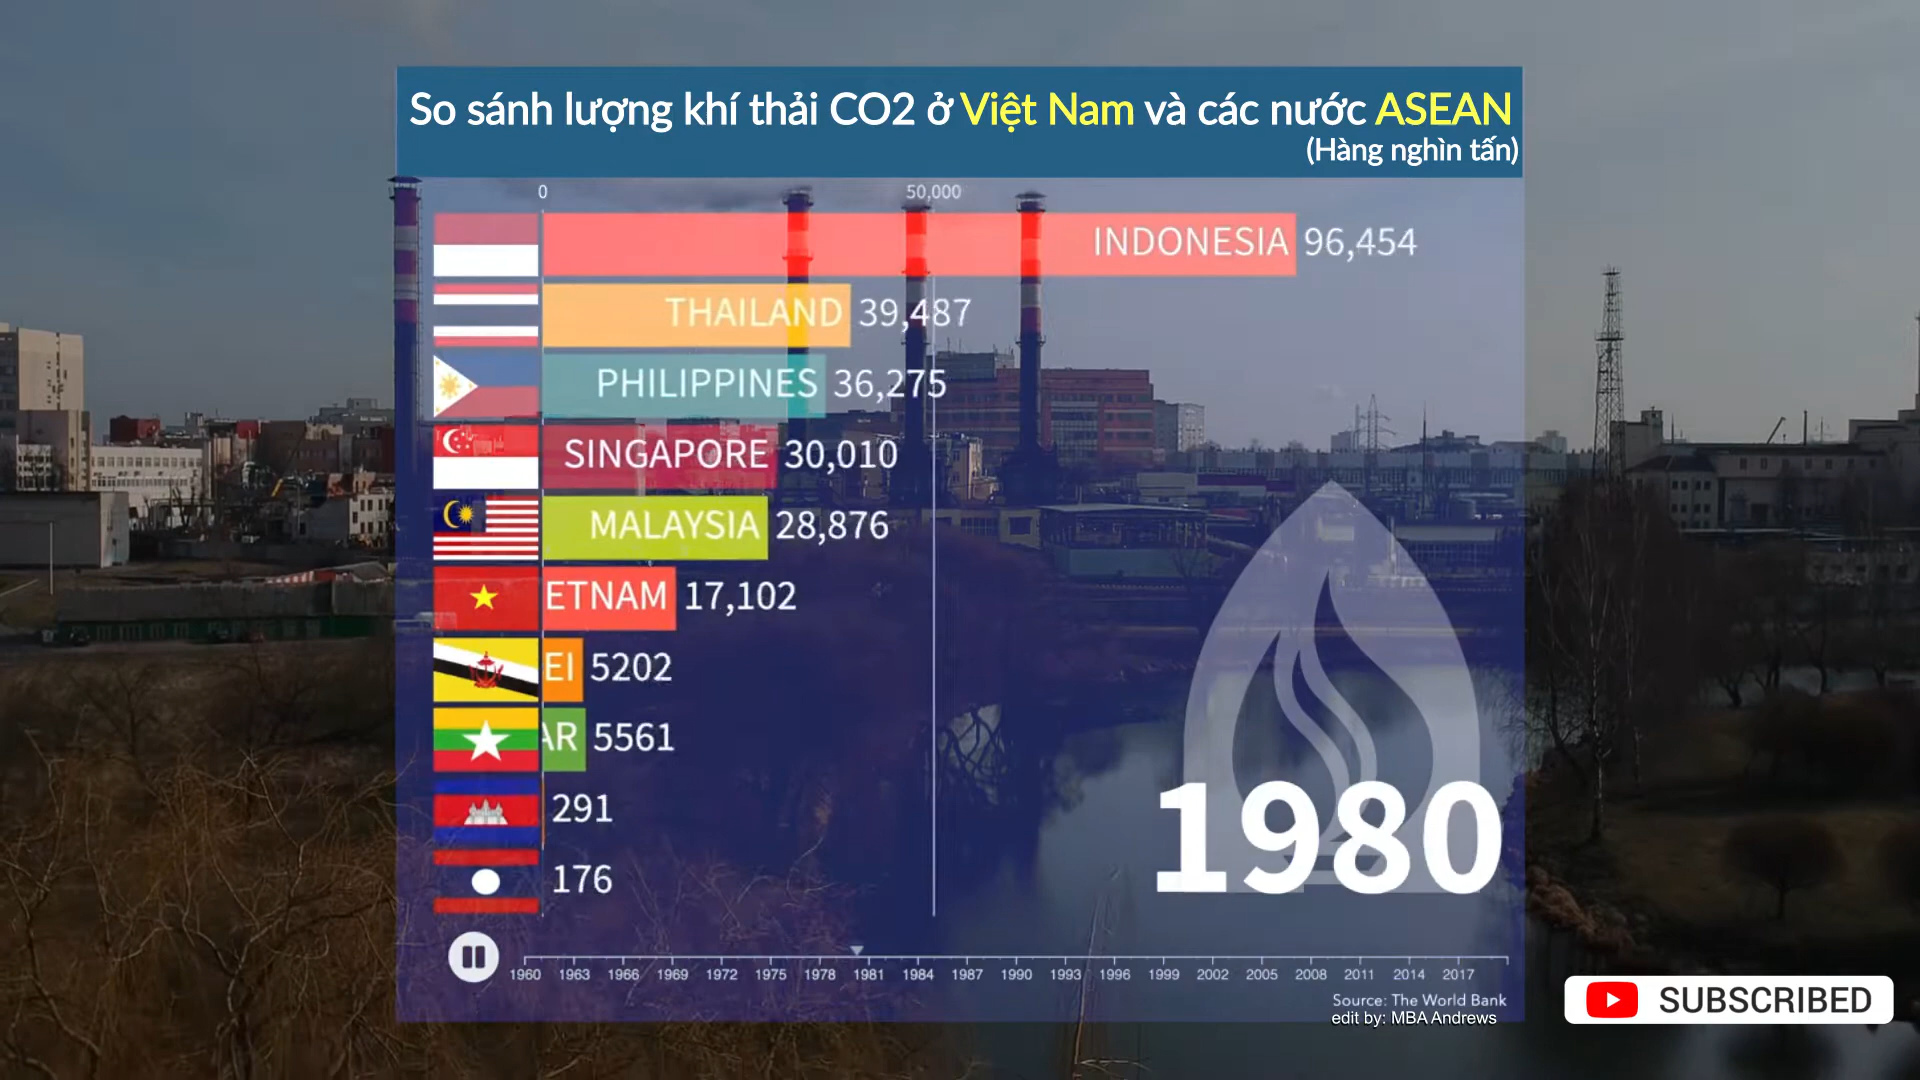 So sánh lượng khí thải CO2 ở Việt Nam và các nước ASEAN
(Hàng nghìn tấn)
0 50,000
INDONESIA 96,454
THAILAND 39,487
PHILIPPINES 36,275
SINGAPORE 30,010
MALAYSIA 28,876
ETNAM 17,102
EI 5202
AR 5561
291
176
1980
1960 1963 1966 1969 1972 1975 1978 1981 1984 1987 1990 1993 1996 1999 2002 2005 2008 2011 2014 2017
Source: The World Bank
edit by: MBA Andrews
SUBSCRIBED